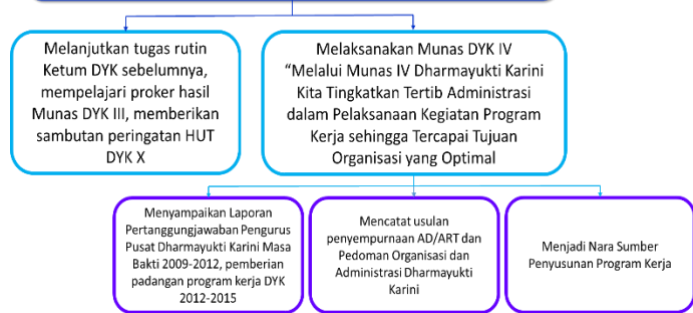 Melanjutkan tugas rutin
Ketum DYK sebelumnya,
mempelajari proker hasil
Munas DYK III, memberikan
sambutan peringatan HUT
DYK X
Melaksanakan Munas DYK IV
“Melalui Munas IV Dharmayukti Karini
Kita Tingkatkan Tertib Administrasi
dalam Pelaksanaan Kegiatan Program
Kerja sehingga Tercapai Tujuan
Organisasi yang Optimal
Menyampaikan Laporan
Pertanggungjawaban Pengurus
Pusat Dharmayukti Karini Masa
Bakti 2009-2012, pemberian
padangan program kerja DYK
2012-2015
Mencatat usulan
penyempurnaan AD/ART dan
Pedoman Organisasi dan
Administrasi Dharmayukti
Karini
Menjadi Nara Sumber
Penyusunan Program Kerja